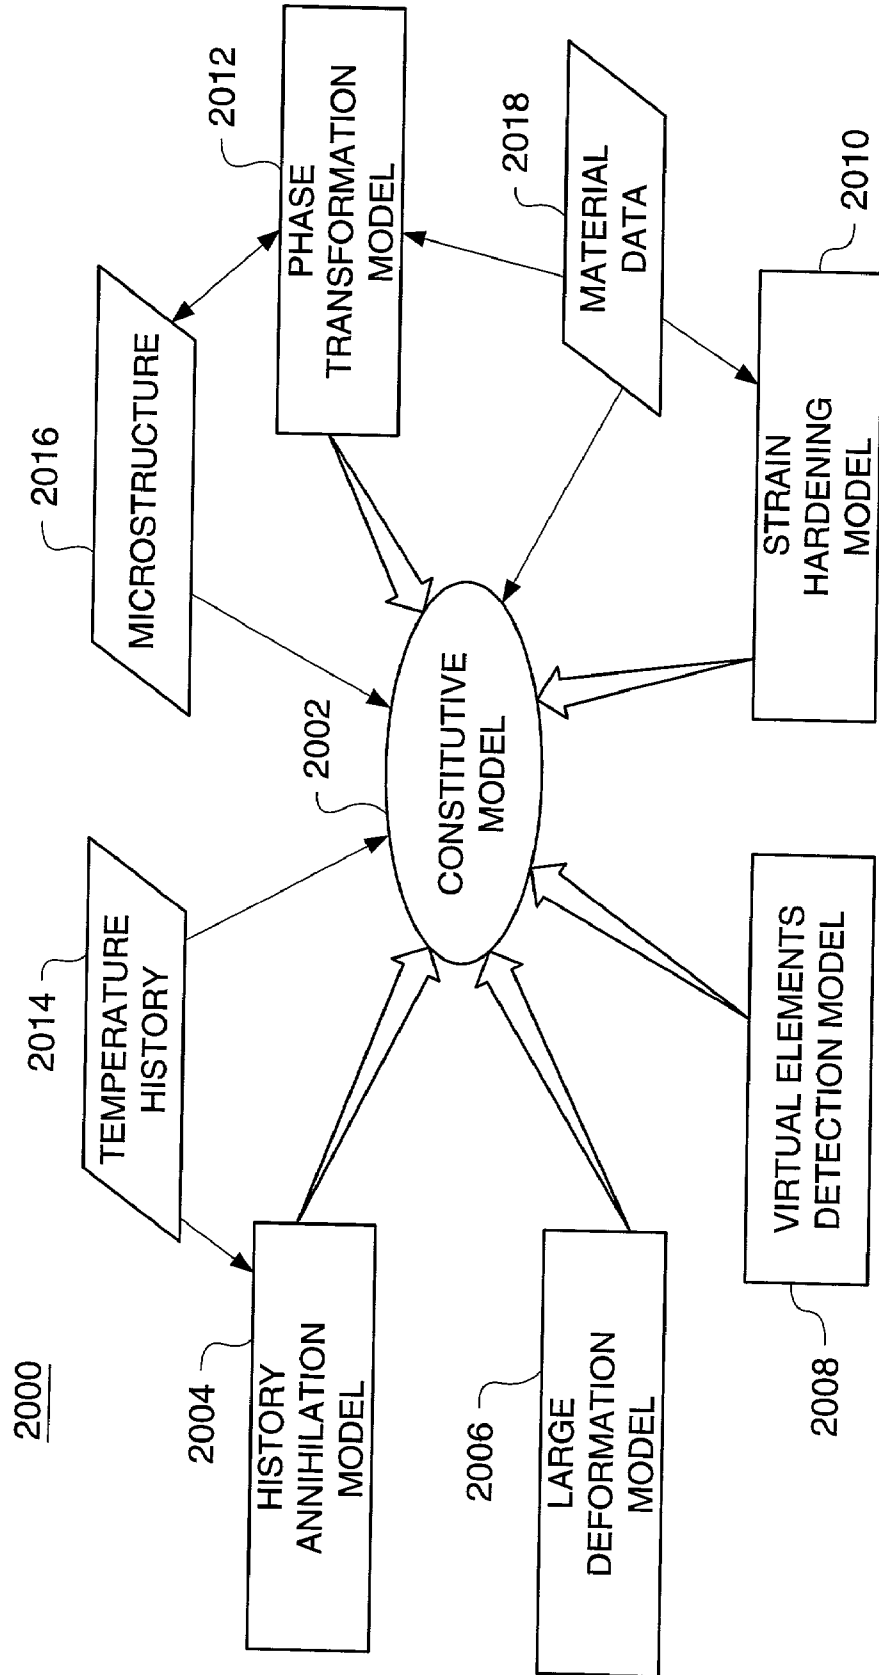 2000
2014
TEMPERATURE
HISTORY
2016
MICROSTRUCTURE
2012
PHASE
TRANSFORMATION
MODEL
2004
HISTORY
ANNIHILATION
MODEL
2002
CONSTITUTIVE
MODEL
2018
MATERIAL
DATA
2006
LARGE
DEFORMATION
MODEL
2008
VIRTUAL ELEMENTS
DETECTION MODEL
2010
STRAIN
HARDENING
MODEL